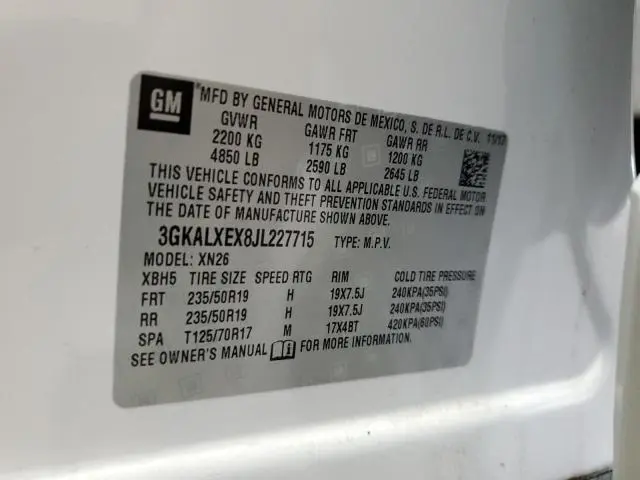 GM
*MFD BY GENERAL MOTORS DE MEXICO, S. DE R.L. DE C.V. 11/17
GVWR GAWR FRT GAWR RR
2200 KG 1175 KG 1200 KG
4850 LB 2590 LB 2645 LB
THIS VEHICLE CONFORMS TO ALL APPLICABLE U.S. FEDERAL MOTOR
VEHICLE SAFETY AND THEFT PREVENTION STANDARDS IN EFFECT ON
THE DATE OF MANUFACTURE SHOWN ABOVE.
3GKALXEX8JL227715 TYPE: M.P.V.
MODEL: XN26
XBH5 TIRE SIZE SPEED RTG RIM COLD TIRE PRESSURE
FRT 235/50R19 H 19X7.5J 240KPA(35PSI)
RR 235/50R19 H 19X7.5J 240KPA(35PSI)
SPA T125/70R17 M 17X4BT 420KPA(60PSI)
SEE OWNER'S MANUAL FOR MORE INFORMATION.